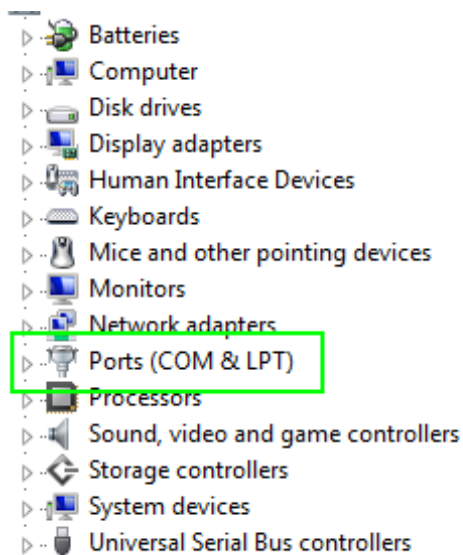 Batteries
Computer
Disk drives
Display adapters
Human Interface Devices
Keyboards
Mice and other pointing devices
Monitors
Network adapters
Ports (COM & LPT)
Processors
Sound, video and game controllers
Storage controllers
System devices
Universal Serial Bus controllers